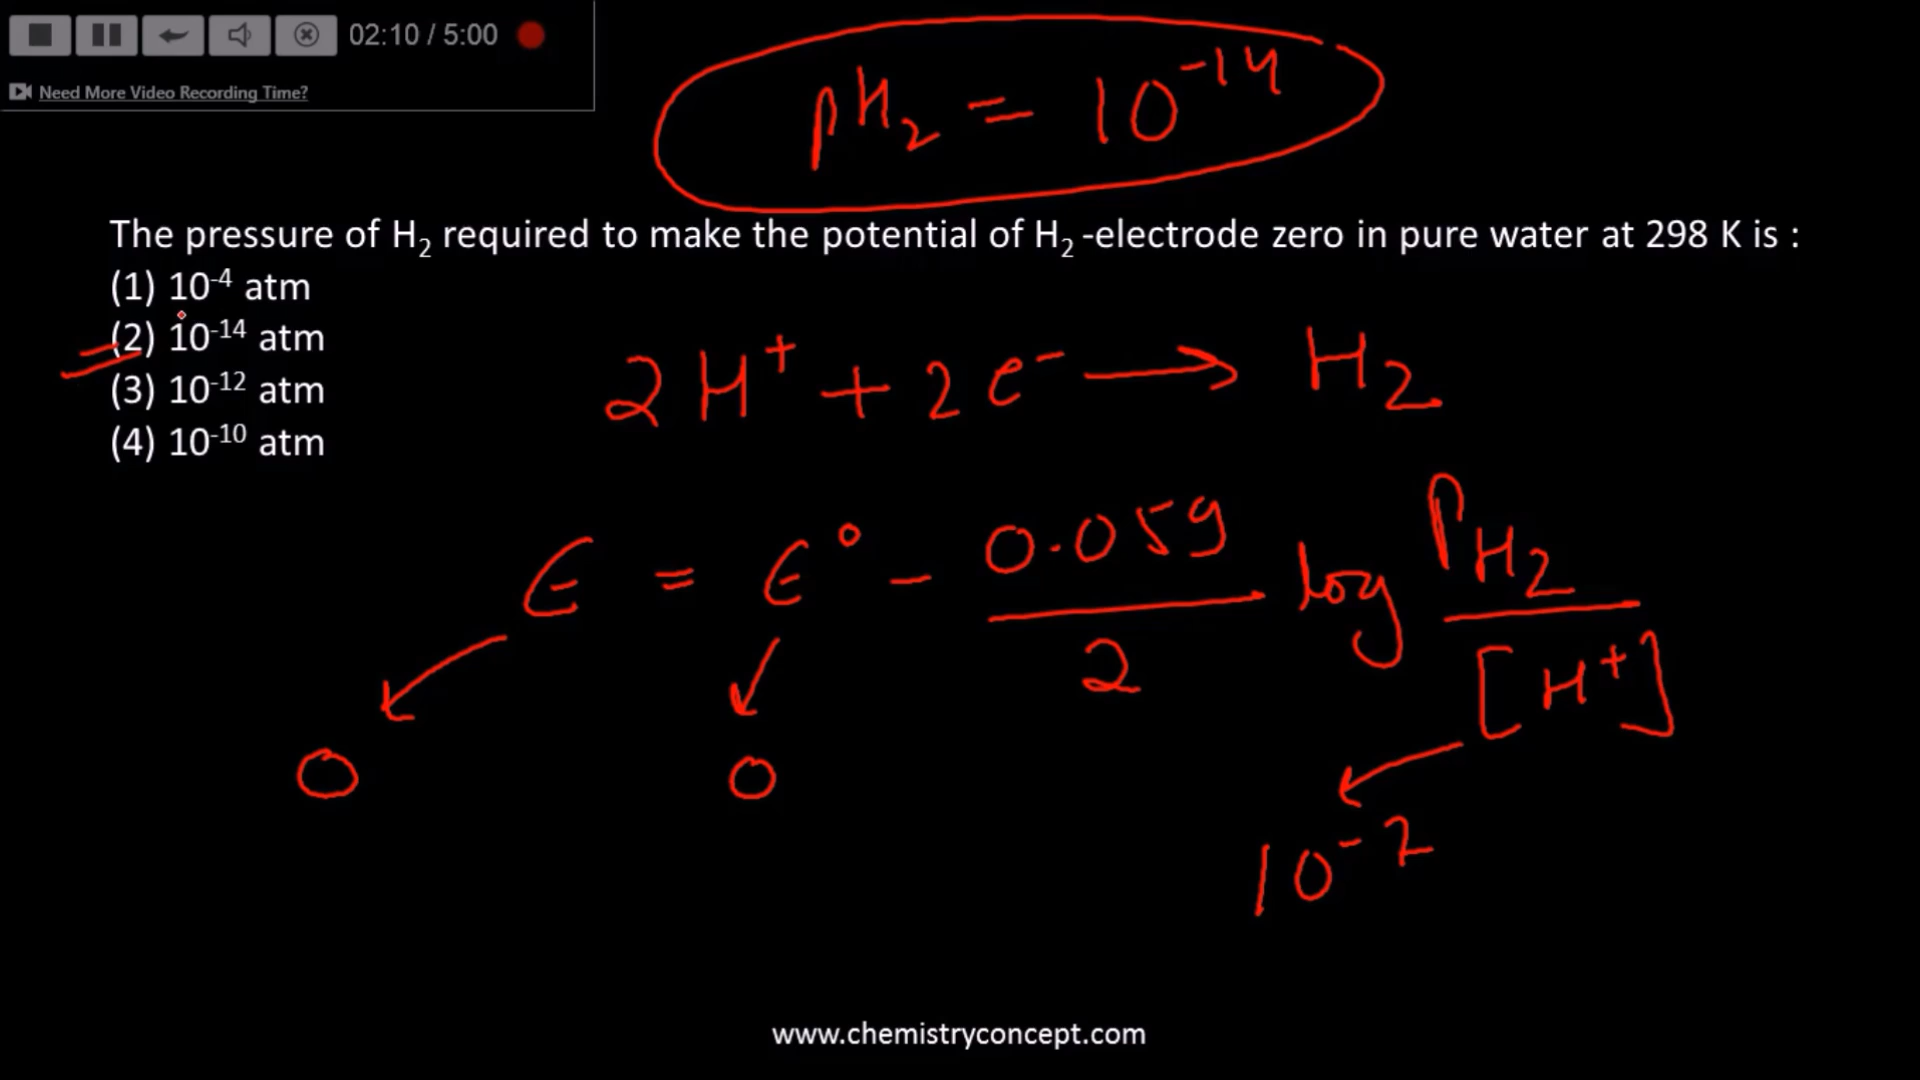 02:10 / 5:00
Need More Video Recording Time?
pH₂ = 10⁻¹⁴
The pressure of H₂ required to make the potential of H₂ -electrode zero in pure water at 298 K is :
(1) 10⁻⁴ atm
(2) 10⁻¹⁴ atm
(3) 10⁻¹² atm
(4) 10⁻¹⁰ atm
2H⁺ + 2e⁻ → H₂
E = E° - 0.059/2 log P_H₂/[H⁺]
0 0
10⁻²
www.chemistryconcept.com